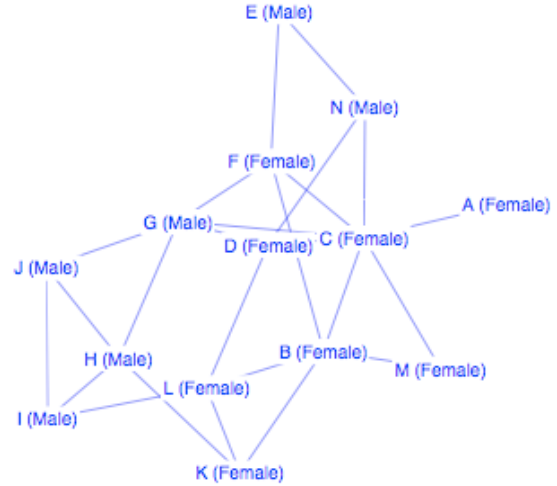 E (Male)
N (Male)
F (Female)
A (Female)
G (Male)
D (Female)
C (Female)
J (Male)
B (Female)
H (Male)
M (Female)
L (Female)
I (Male)
K (Female)